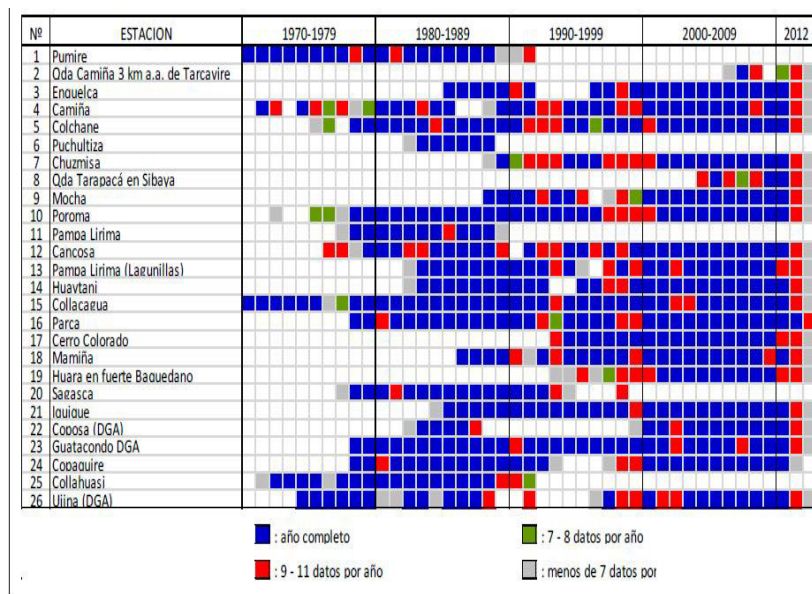 Nº ESTACION 1970-1979 1980-1989 1990-1999 2000-2009 2012
1 Pumire
2 Qda Camiña 3 km a.a. de Tarcavire
3 Enquelca
4 Camiña
5 Colchane
6 Puchultiza
7 Chuzmisa
8 Qda Tarapacá en Sibaya
9 Mocha
10 Poroma
11 Pampa Lirima
12 Cancosa
13 Pampa Lirima (Lagunillas)
14 Huaytani
15 Collacagua
16 Parca
17 Cerro Colorado
18 Mamiña
19 Huara en fuerte Baquedano
20 Sagasca
21 Iquique
22 Coposa (DGA)
23 Guatacondo DGA
24 Copaquire
25 Collahuasi
26 Ujina (DGA)
: año completo : 7 - 8 datos por año
: 9 - 11 datos por año : menos de 7 datos por